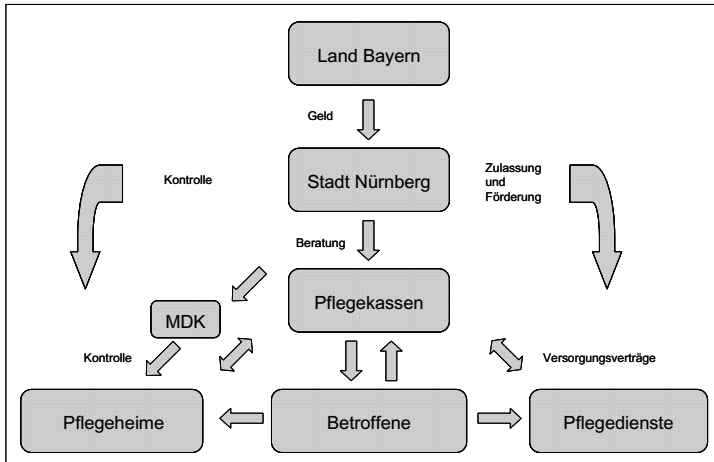 Land Bayern
Geld
Kontrolle
Stadt Nürnberg
Zulassung
und
Förderung
Beratung
Pflegekassen
MDK
Kontrolle
Versorgungsverträge
Pflegeheime
Betroffene
Pflegedienste